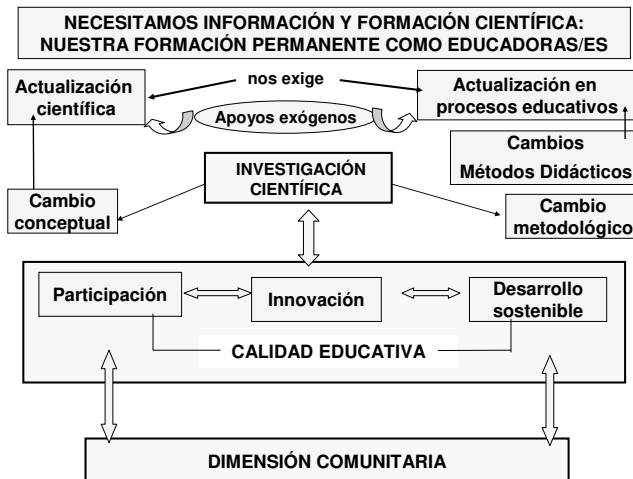 NECESITAMOS INFORMACIÓN Y FORMACIÓN CIENTÍFICA:
NUESTRA FORMACIÓN PERMANENTE COMO EDUCADORAS/ES
Actualización
científica
nos exige
Actualización en
procesos educativos
Apoyos exógenos
Cambios
Métodos Didácticos
INVESTIGACIÓN
CIENTÍFICA
Cambio
conceptual
Cambio
metodológico
Participación
Innovación
Desarrollo
sostenible
CALIDAD EDUCATIVA
DIMENSIÓN COMUNITARIA